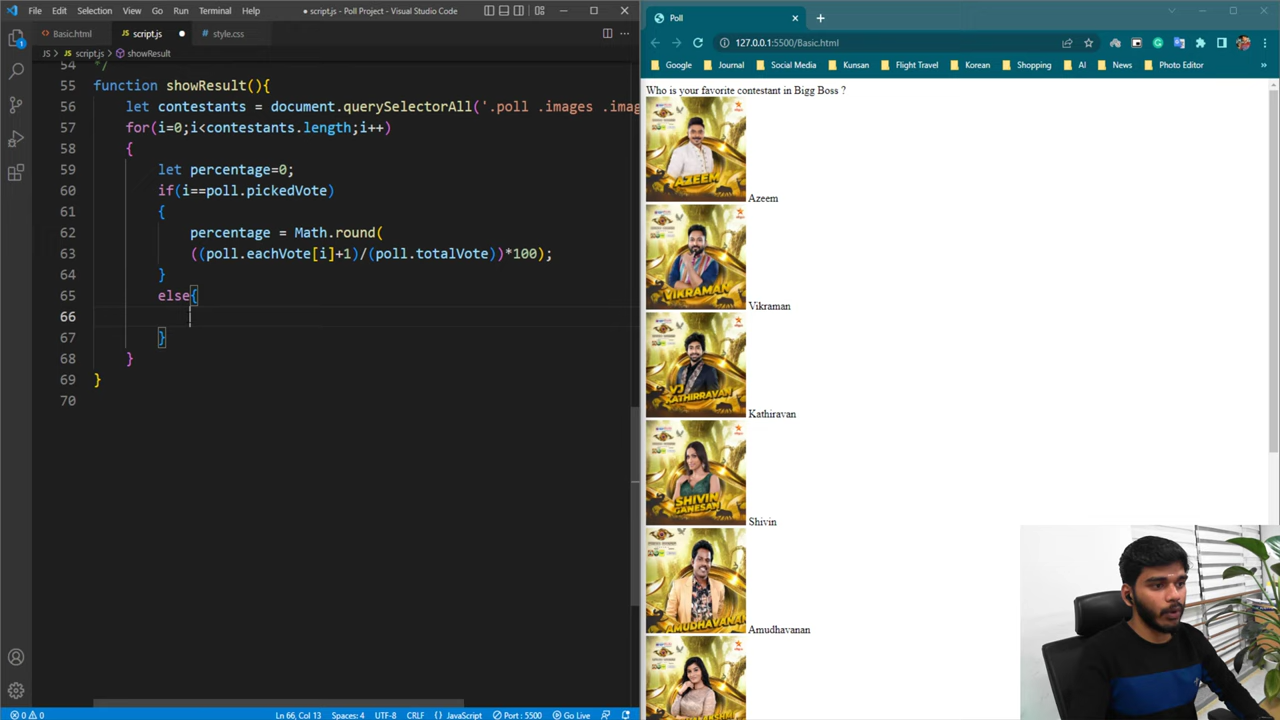 File Edit Selection View Go Run Terminal Help
● script.js - Poll Project - Visual Studio Code
Basic.html
script.js
style.css
JS > script.js > showResult
54
*/
55 function showResult(){
56 let contestants = document.querySelectorAll('.poll .images .imag
57 for(i=0;i<contestants.length;i++)
58 {
59 let percentage=0;
60 if(i==poll.pickedVote)
61 {
62 percentage = Math.round(
63 ((poll.eachVote[i]+1)/(poll.totalVote))*100);
64 }
65 else{
66
67 }
68 }
69 }
70
0 0
Ln 66, Col 13
Spaces: 4
UTF-8
CRLF
JavaScript
Port : 5500
Go Live
Poll
127.0.0.1:5500/Basic.html
Google
Journal
Social Media
Kunsan
Flight Travel
Korean
Shopping
AI
News
Photo Editor
»
Who is your favorite contestant in Bigg Boss ?
AZEEM
Azeem
VIKRAMAN
Vikraman
VJ
KATHIRRAVAN
Kathiravan
SHIVIN
GANESAN
Shivin
AMUDHAVANAN
Amudhavanan